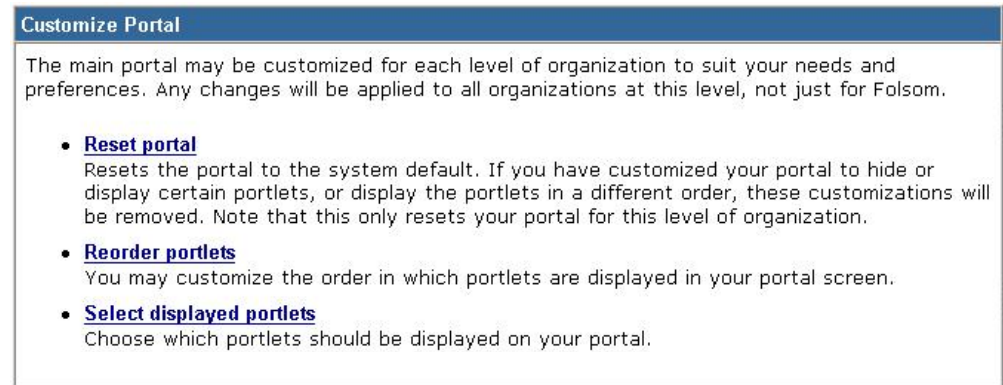 Customize Portal
The main portal may be customized for each level of organization to suit your needs and
preferences. Any changes will be applied to all organizations at this level, not just for Folsom.
• Reset portal
Resets the portal to the system default. If you have customized your portal to hide or
display certain portlets, or display the portlets in a different order, these customizations will
be removed. Note that this only resets your portal for this level of organization.
• Reorder portlets
You may customize the order in which portlets are displayed in your portal screen.
• Select displayed portlets
Choose which portlets should be displayed on your portal.